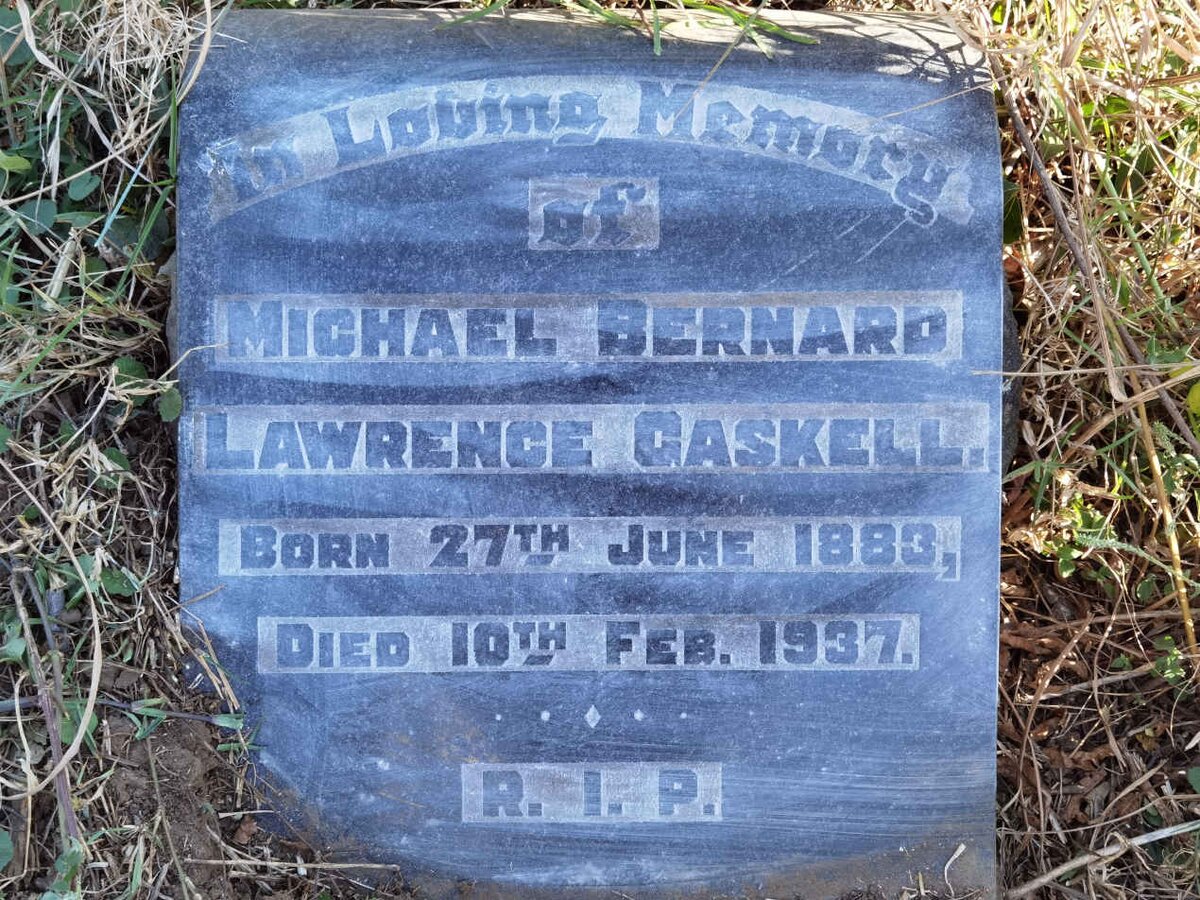 In Loving Memory
of
MICHAEL BERNARD
LAWRENCE GASKELL.
BORN 27TH JUNE 1883,
DIED 10TH FEB. 1937.
R. I. P.